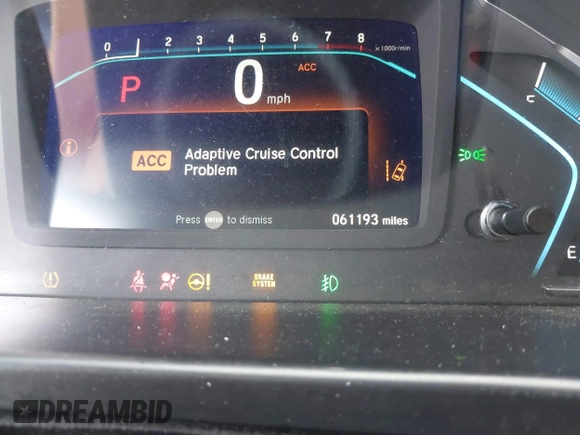 0 2 3 4 5 6 7 8 x1000r/min
ACC
P 0 mph
ACC Adaptive Cruise Control
Problem
Press ENTER to dismiss 061193 miles
C
E
BRAKE
SYSTEM
DREAMBID